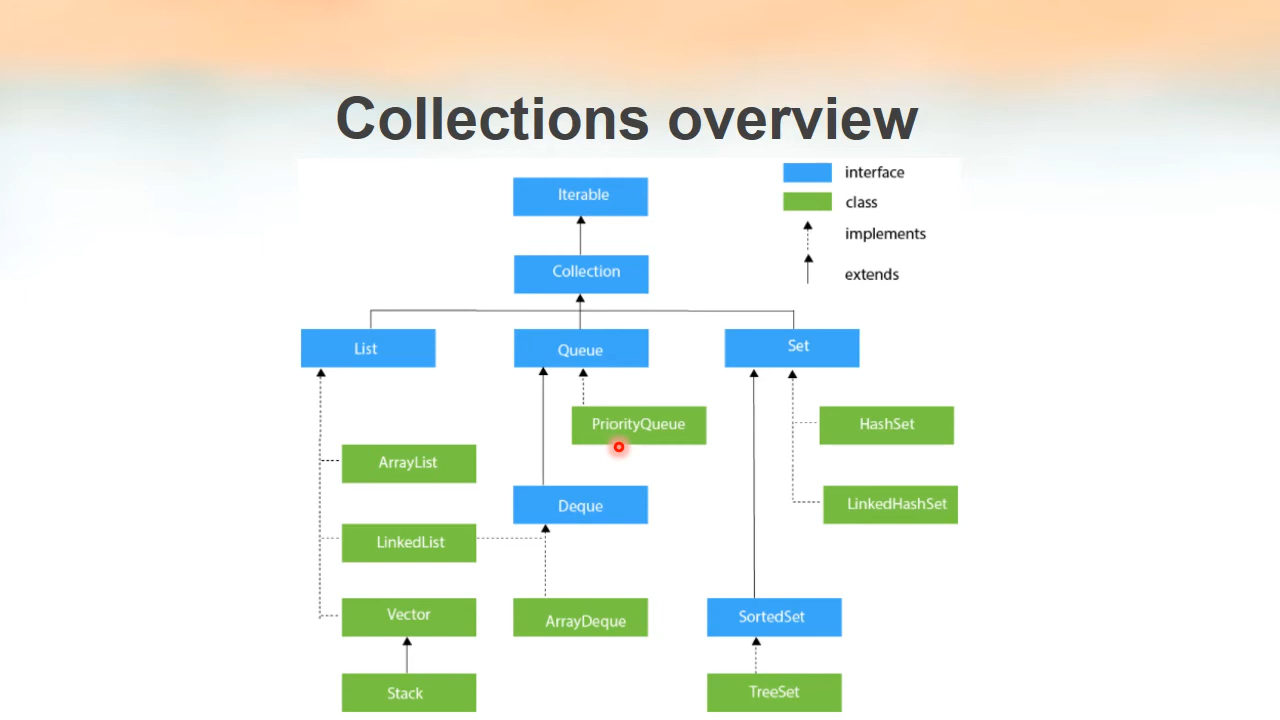 Collections overview
interface
class
implements
extends
Iterable
Collection
List
Queue
Set
PriorityQueue
HashSet
ArrayList
Deque
LinkedHashSet
LinkedList
Vector
ArrayDeque
SortedSet
Stack
TreeSet